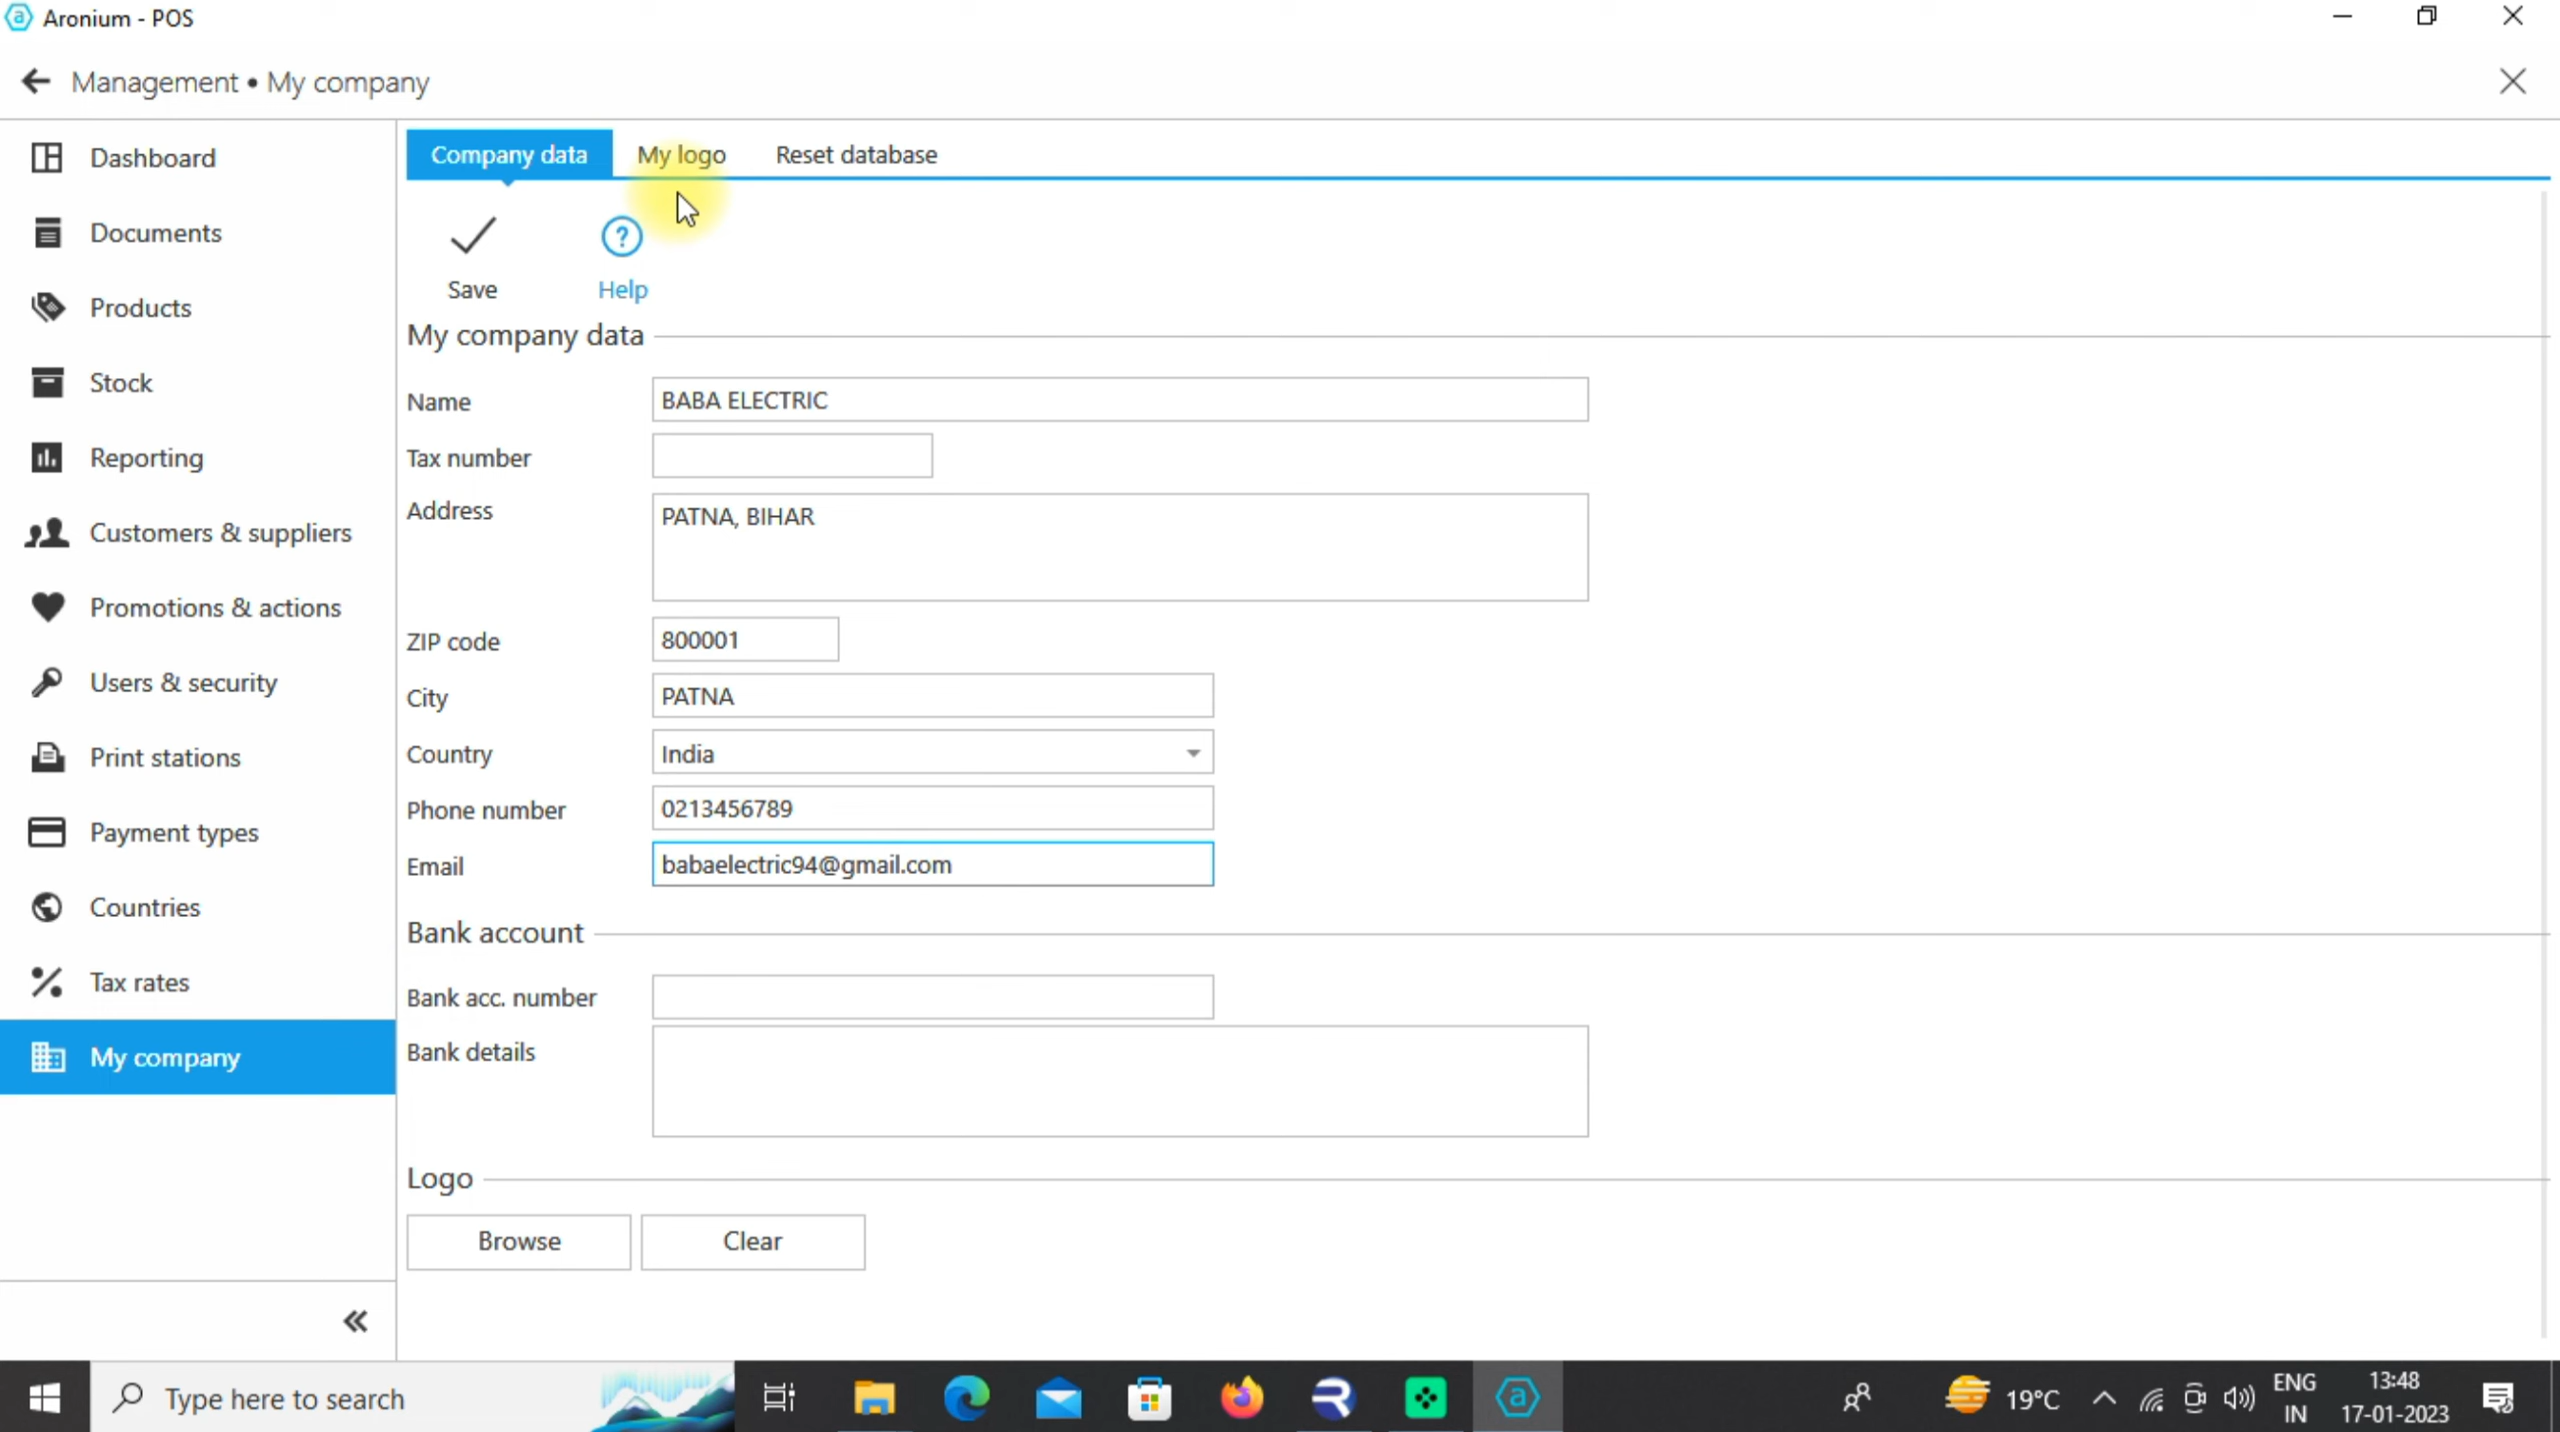 Aronium - POS
Management • My company
Dashboard
Documents
Products
Stock
Reporting
Customers & suppliers
Promotions & actions
Users & security
Print stations
Payment types
Countries
Tax rates
My company
Company data My logo Reset database
Save Help
My company data
Name BABA ELECTRIC
Tax number
Address PATNA, BIHAR
ZIP code 800001
City PATNA
Country India
Phone number 0213456789
Email babaelectric94@gmail.com
Bank account
Bank acc. number
Bank details
Logo
Browse Clear
Type here to search
19°C
ENG
IN
13:48
17-01-2023